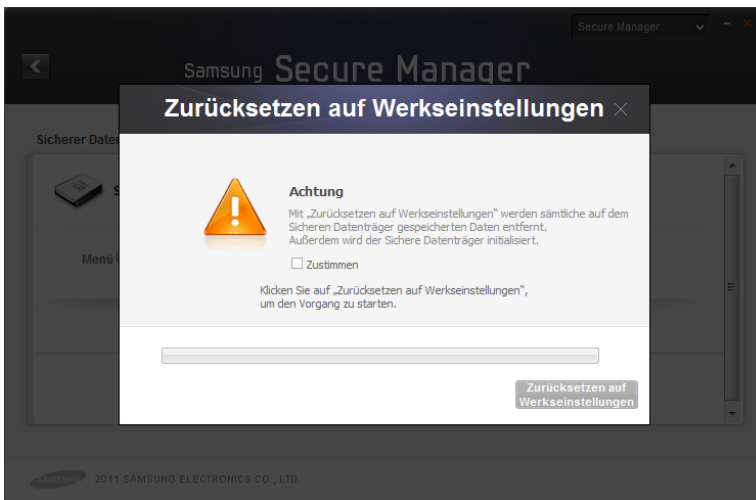 Secure Manager
Samsung Secure Manager
Zurücksetzen auf Werkseinstellungen
Sicherer Daten
S
Achtung
Mit „Zurücksetzen auf Werkseinstellungen“ werden sämtliche auf dem
Sicheren Datenträger gespeicherten Daten entfernt.
Außerdem wird der Sichere Datenträger initialisiert.
Menü
Zustimmen
Klicken Sie auf „Zurücksetzen auf Werkseinstellungen“,
um den Vorgang zu starten.
Zurücksetzen auf
Werkseinstellungen
SAMSUNG 2011 SAMSUNG ELECTRONICS CO., LTD.